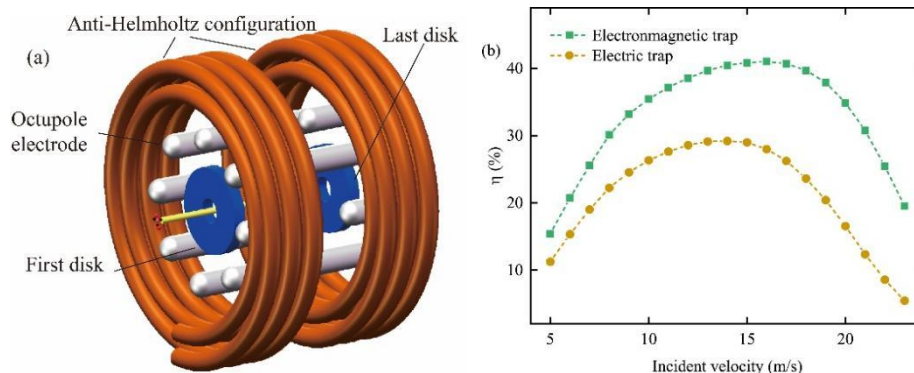 Anti-Helmholtz configuration
(a)
Last disk
Octupole
electrode
First disk
(b)
Electronmagnetic trap
Electric trap
η (%)
40
30
20
10
5
10
15
20
Incident velocity (m/s)